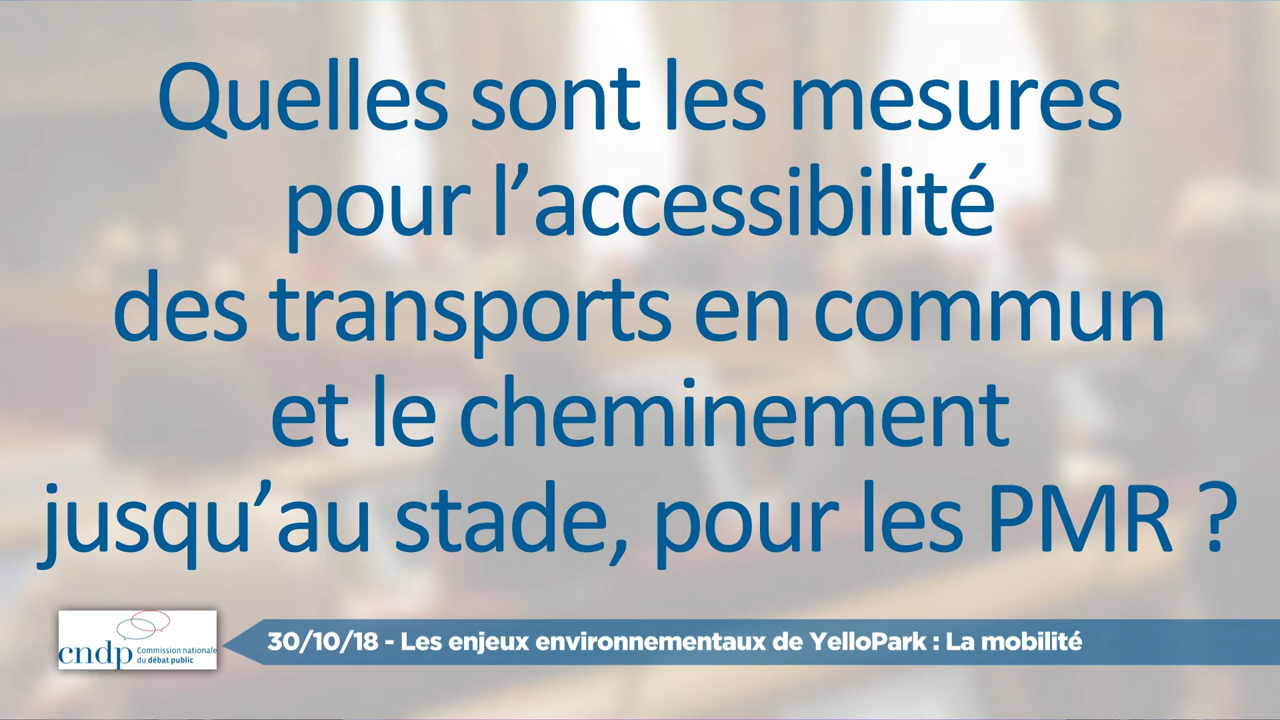 Quelles sont les mesures
pour l’accessibilité
des transports en commun
et le cheminement
jusqu’au stade, pour les PMR ?
cndp
Commission nationale
du débat public
30/10/18 - Les enjeux environnementaux de YelloPark : La mobilité